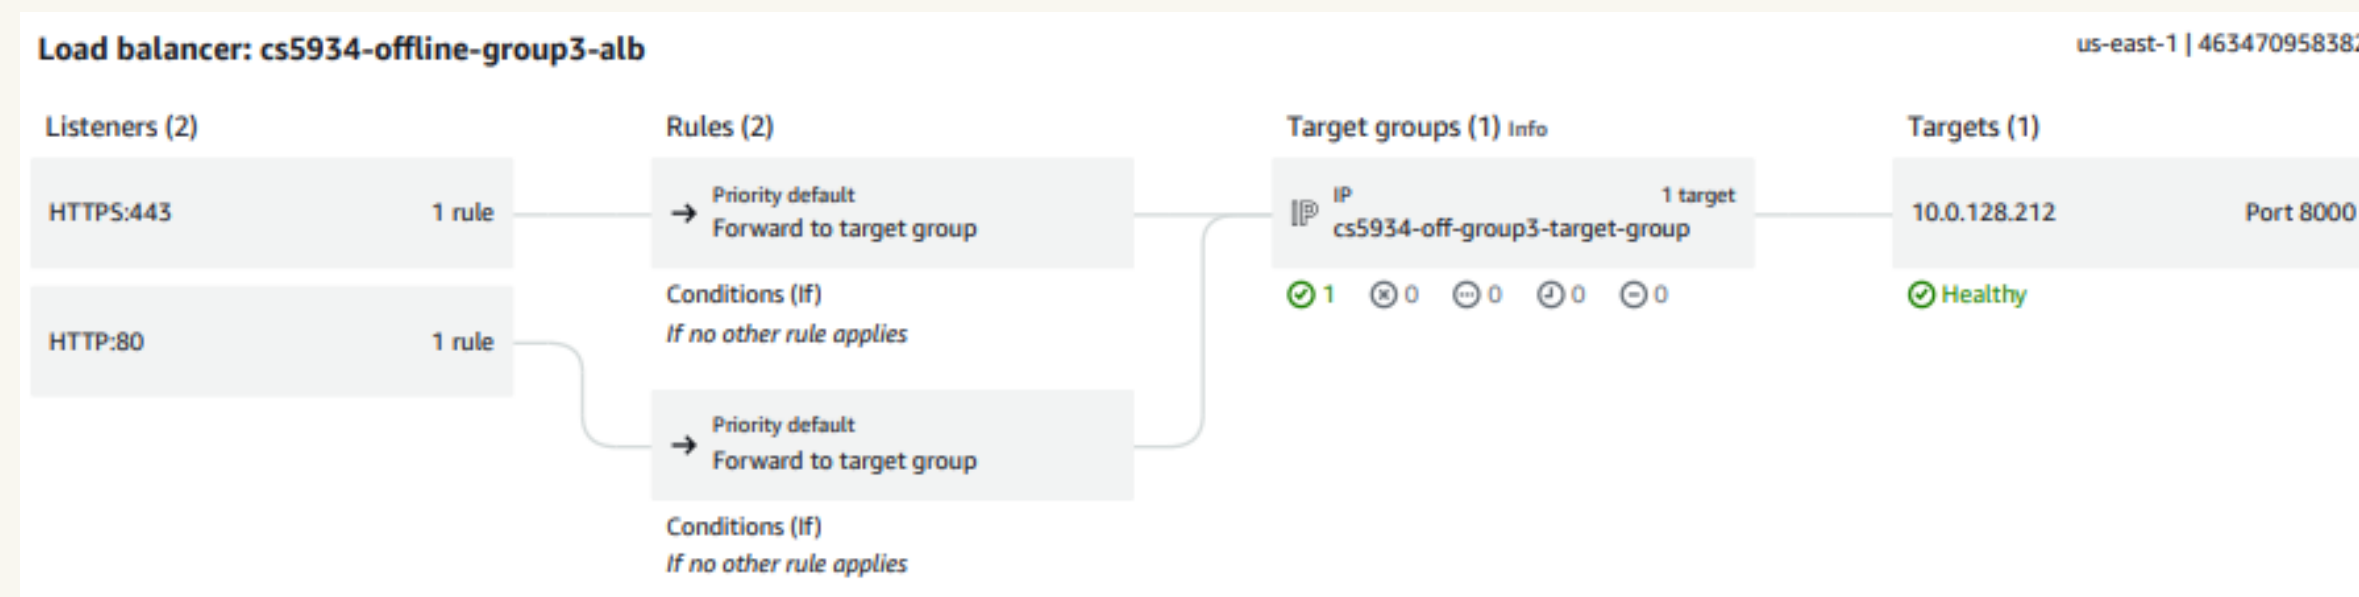 Load balancer: cs5934-offline-group3-alb
us-east-1 | 463470958382
Listeners (2)
Rules (2)
Target groups (1) Info
Targets (1)
HTTPS:443 1 rule
Priority default
Forward to target group
IP 1 target
cs5934-off-group3-target-group
10.0.128.212 Port 8000
Conditions (If)
If no other rule applies
1 0 0 0 0
Healthy
HTTP:80 1 rule
Priority default
Forward to target group
Conditions (If)
If no other rule applies